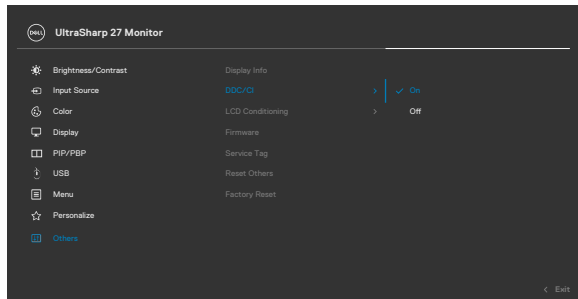 DELL UltraSharp 27 Monitor
Brightness/Contrast Display Info
Input Source DDC/CI > ✓ On
Color LCD Conditioning > Off
Display Firmware
PIP/PBP Service Tag
USB Reset Others
Menu Factory Reset
Personalize
Others
< Exit